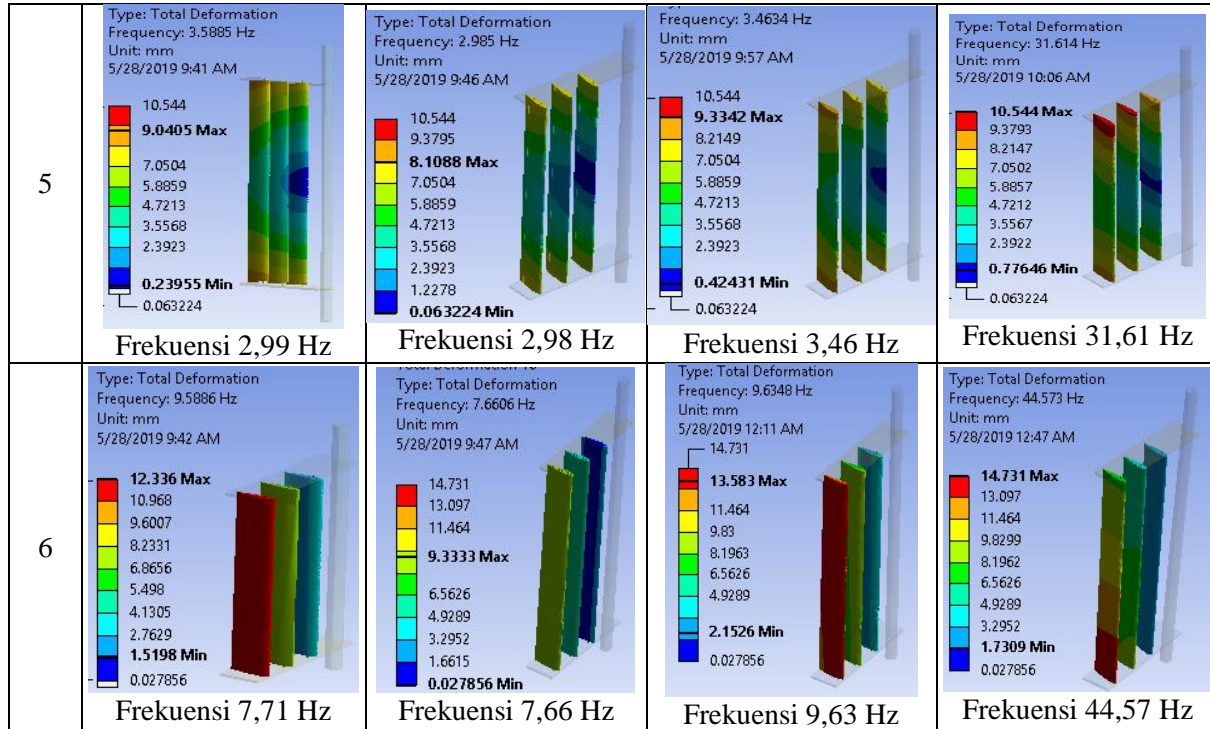 5
Type: Total Deformation
Frequency: 3.5885 Hz
Unit: mm
5/28/2019 9:41 AM
10.544
9.0405 Max
7.0504
5.8859
4.7213
3.5568
2.3923
0.23955 Min
0.063224
Frekuensi 2,99 Hz
Type: Total Deformation
Frequency: 2.985 Hz
Unit: mm
5/28/2019 9:46 AM
10.544
9.3795
8.1088 Max
7.0504
5.8859
4.7213
3.5568
2.3923
1.2278
0.063224 Min
Frekuensi 2,98 Hz
Type: Total Deformation
Frequency: 3.4634 Hz
Unit: mm
5/28/2019 9:57 AM
10.544
9.3342 Max
8.2149
7.0504
5.8859
4.7213
3.5568
2.3923
0.42431 Min
0.063224
Frekuensi 3,46 Hz
Type: Total Deformation
Frequency: 31.614 Hz
Unit: mm
5/28/2019 10:06 AM
10.544 Max
9.3793
8.2147
7.0502
5.8857
4.7212
3.5567
2.3922
0.77646 Min
0.063224
Frekuensi 31,61 Hz
6
Type: Total Deformation
Frequency: 9.5886 Hz
Unit: mm
5/28/2019 9:42 AM
12.336 Max
10.968
9.6007
8.2331
6.8656
5.498
4.1305
2.7629
1.5198 Min
0.027856
Frekuensi 7,71 Hz
Type: Total Deformation
Frequency: 7.6606 Hz
Unit: mm
5/28/2019 9:47 AM
14.731
13.097
11.464
9.3333 Max
6.5626
4.9289
3.2952
1.6615
0.027856 Min
Frekuensi 7,66 Hz
Type: Total Deformation
Frequency: 9.6348 Hz
Unit: mm
5/28/2019 12:11 AM
14.731
13.583 Max
11.464
9.83
8.1963
6.5626
4.9289
2.1526 Min
0.027856
Frekuensi 9,63 Hz
Type: Total Deformation
Frequency: 44.573 Hz
Unit: mm
5/28/2019 12:47 AM
14.731 Max
13.097
11.464
9.8299
8.1962
6.5626
4.9289
3.2952
1.7309 Min
0.027856
Frekuensi 44,57 Hz